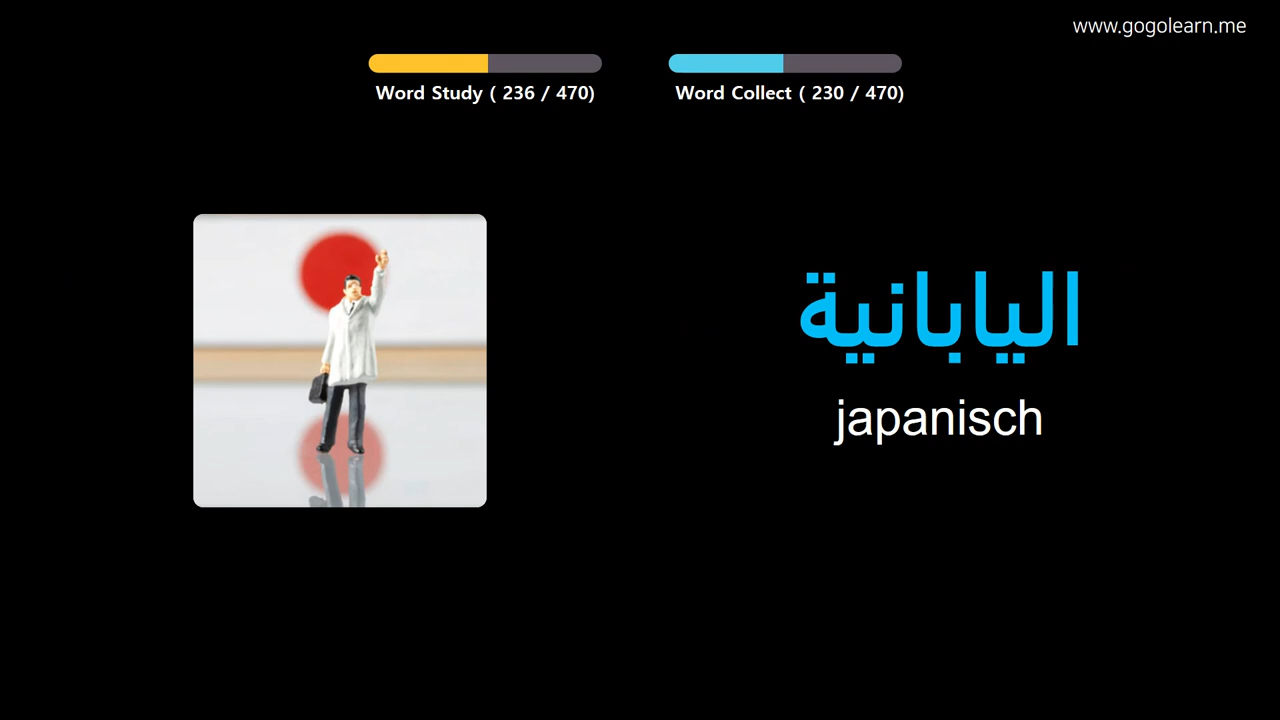 www.gogolearn.me
Word Study ( 236 / 470)
Word Collect ( 230 / 470)
اليابانية
japanisch